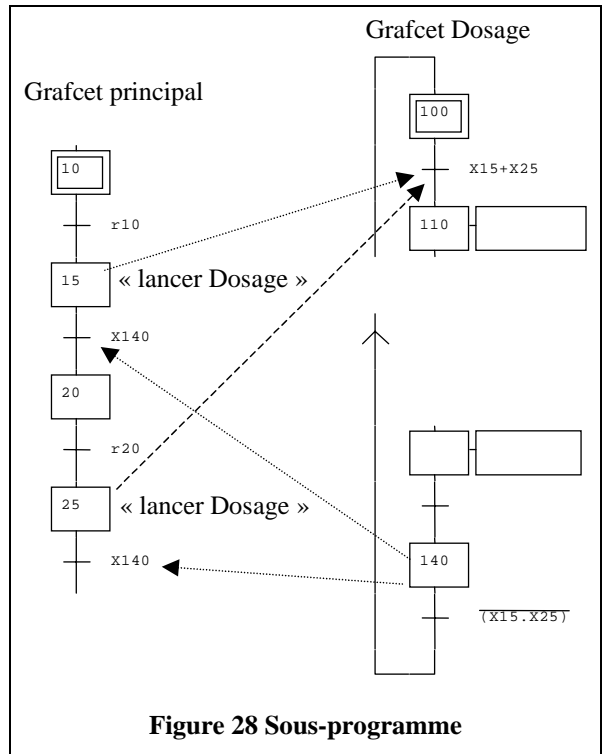 Grafcet Dosage
Grafcet principal
100
10
X15+X25
r10
110
15
« lancer Dosage »
X140
20
r20
25
« lancer Dosage »
X140
140
(X15.X25)
Figure 28 Sous-programme